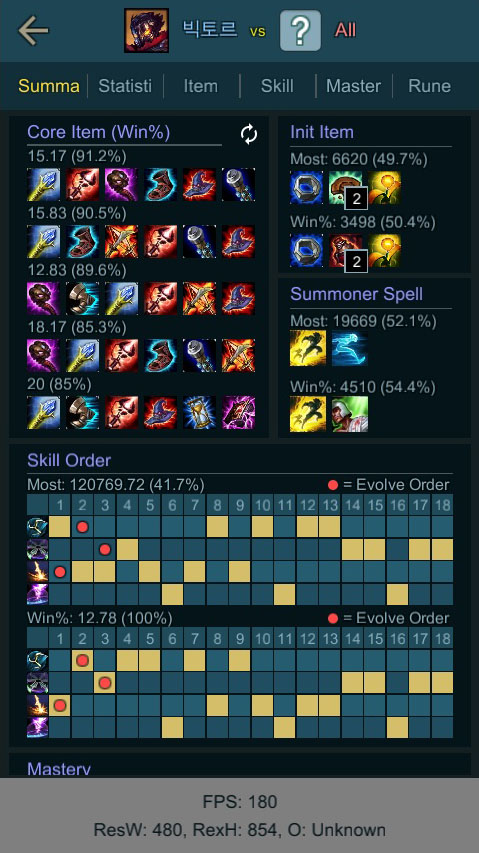 빅토르 vs ? All
Summa Statisti Item Skill Master Rune
Core Item (Win%)
15.17 (91.2%)
15.83 (90.5%)
12.83 (89.6%)
18.17 (85.3%)
20 (85%)
Init Item
Most: 6620 (49.7%)
2
Win%: 3498 (50.4%)
2
Summoner Spell
Most: 19669 (52.1%)
Win%: 4510 (54.4%)
Skill Order
Most: 120769.72 (41.7%) = Evolve Order
1 2 3 4 5 6 7 8 9 10 11 12 13 14 15 16 17 18
Win%: 12.78 (100%) = Evolve Order
1 2 3 4 5 6 7 8 9 10 11 12 13 14 15 16 17 18
Mastery
FPS: 180
ResW: 480, RexH: 854, O: Unknown